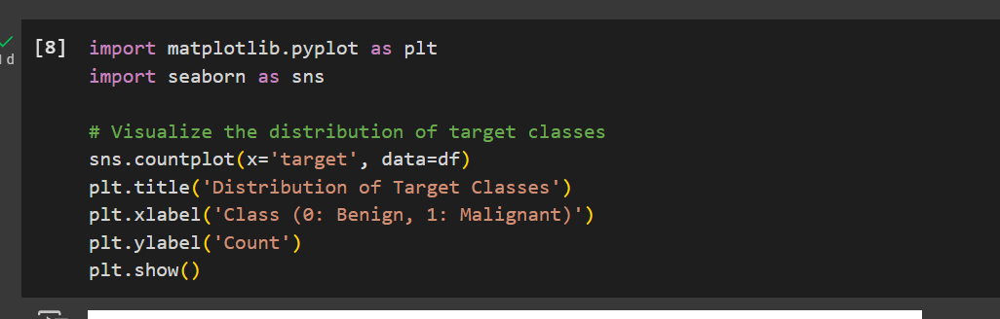 [8] import matplotlib.pyplot as plt
import seaborn as sns
# Visualize the distribution of target classes
sns.countplot(x='target', data=df)
plt.title('Distribution of Target Classes')
plt.xlabel('Class (0: Benign, 1: Malignant)')
plt.ylabel('Count')
plt.show()